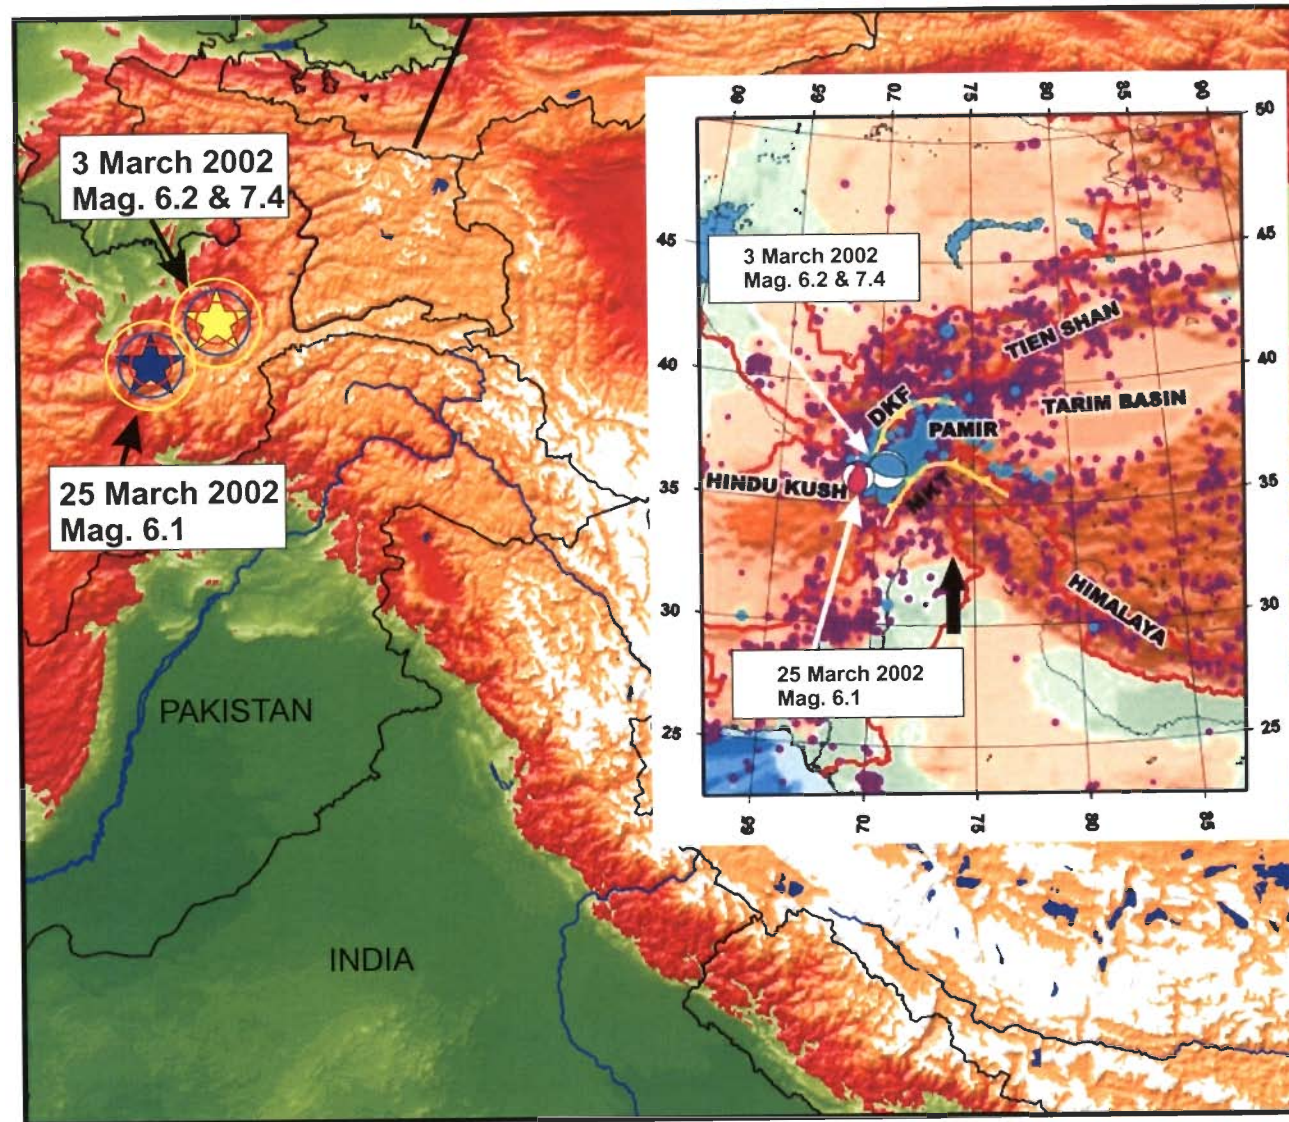 3 March 2002
Mag. 6.2 & 7.4
25 March 2002
Mag. 6.1
PAKISTAN
INDIA
60 65 70 75 80 85 90
50
45
45
40
40
35
35
30
30
25
25
65 70 75 80 85
3 March 2002
Mag. 6.2 & 7.4
TIEN SHAN
TARIM BASIN
DKF
PAMIR
HINDU KUSH
MKT
HIMALAYA
25 March 2002
Mag. 6.1